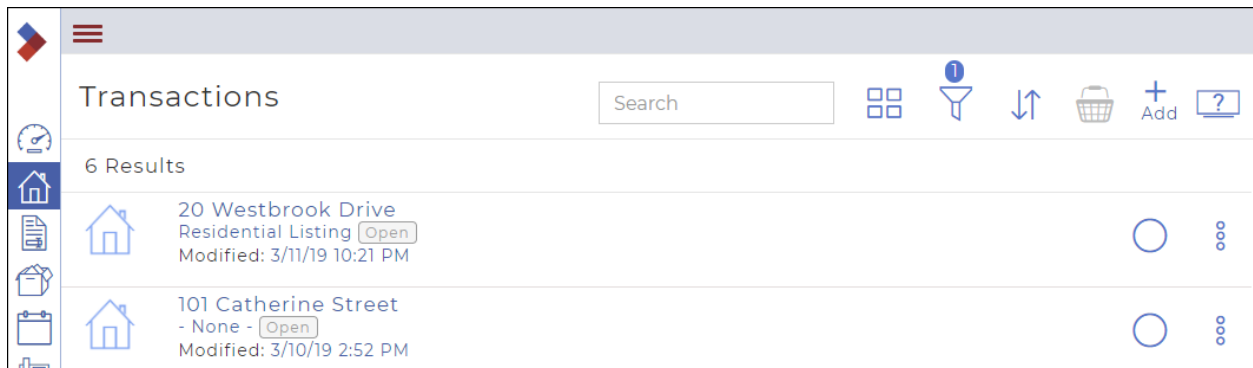 1
Transactions
Search
Add
?
6 Results
20 Westbrook Drive
Residential Listing Open
Modified: 3/11/19 10:21 PM
101 Catherine Street
- None - Open
Modified: 3/10/19 2:52 PM